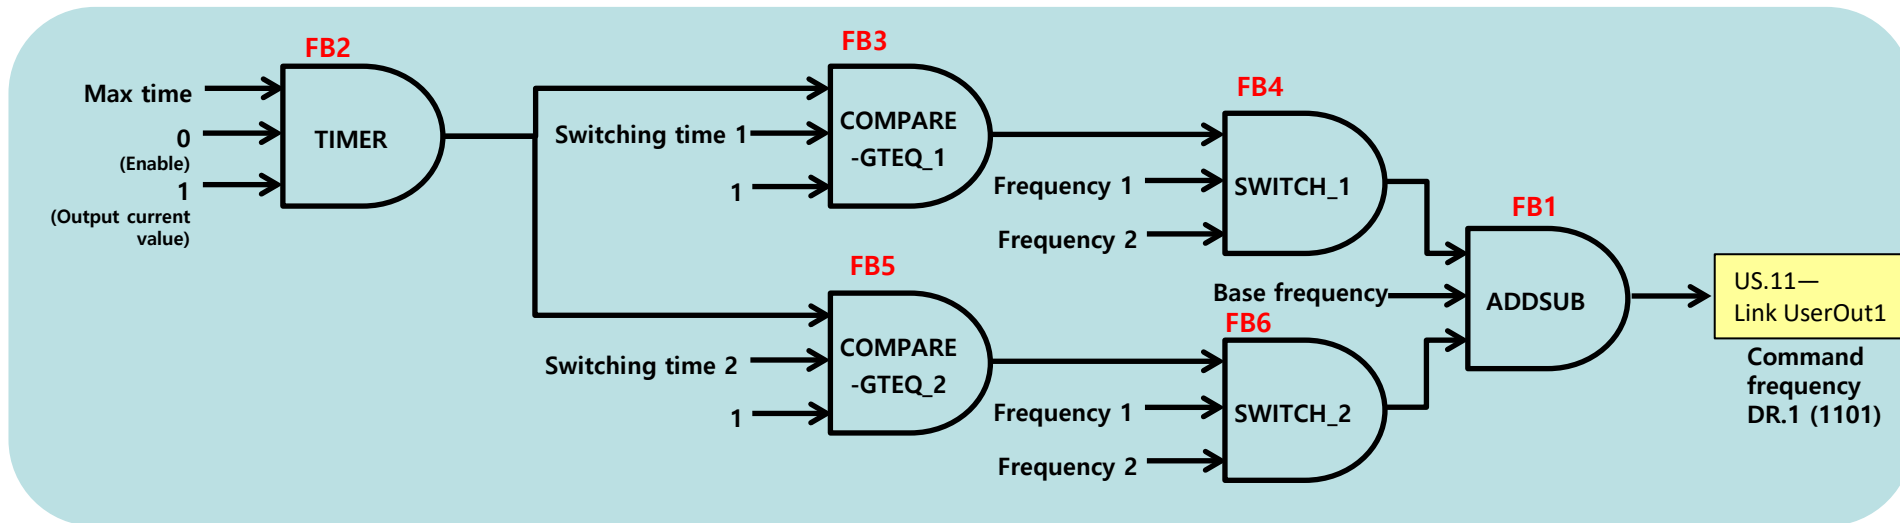 FB2
Max time
0
(Enable)
1
(Output current
value)
TIMER
FB3
Switching time 1
1
COMPARE
-GTEQ_1
FB4
Frequency 1
Frequency 2
SWITCH_1
FB5
Switching time 2
1
COMPARE
-GTEQ_2
FB6
Frequency 1
Frequency 2
SWITCH_2
FB1
Base frequency
ADDSUB
US.11—
Link UserOut1
Command
frequency
DR.1 (1101)